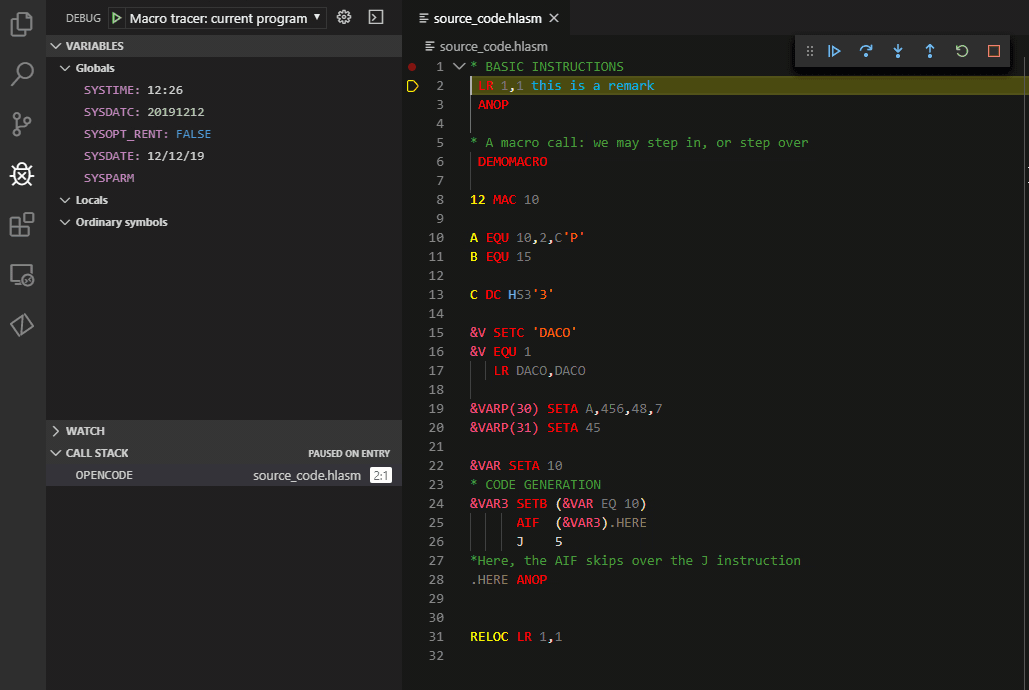 DEBUG Macro tracer: current program
VARIABLES
Globals
SYSTIME: 12:26
SYSDATC: 20191212
SYSOPT_RENT: FALSE
SYSDATE: 12/12/19
SYSPARM
Locals
Ordinary symbols
WATCH
CALL STACK PAUSED ON ENTRY
OPENCODE source_code.hlasm 2:1
source_code.hlasm
source_code.hlasm
1 * BASIC INSTRUCTIONS
2 LR 1,1 this is a remark
3 ANOP
4
5 * A macro call: we may step in, or step over
6 DEMOMACRO
7
8 12 MAC 10
9
10 A EQU 10,2,C'P'
11 B EQU 15
12
13 C DC HS3'3'
14
15 &V SETC 'DACO'
16 &V EQU 1
17 LR DACO,DACO
18
19 &VARP(30) SETA A,456,48,7
20 &VARP(31) SETA 45
21
22 &VAR SETA 10
23 * CODE GENERATION
24 &VAR3 SETB (&VAR EQ 10)
25 AIF (&VAR3).HERE
26 J 5
27 *Here, the AIF skips over the J instruction
28 .HERE ANOP
29
30
31 RELOC LR 1,1
32